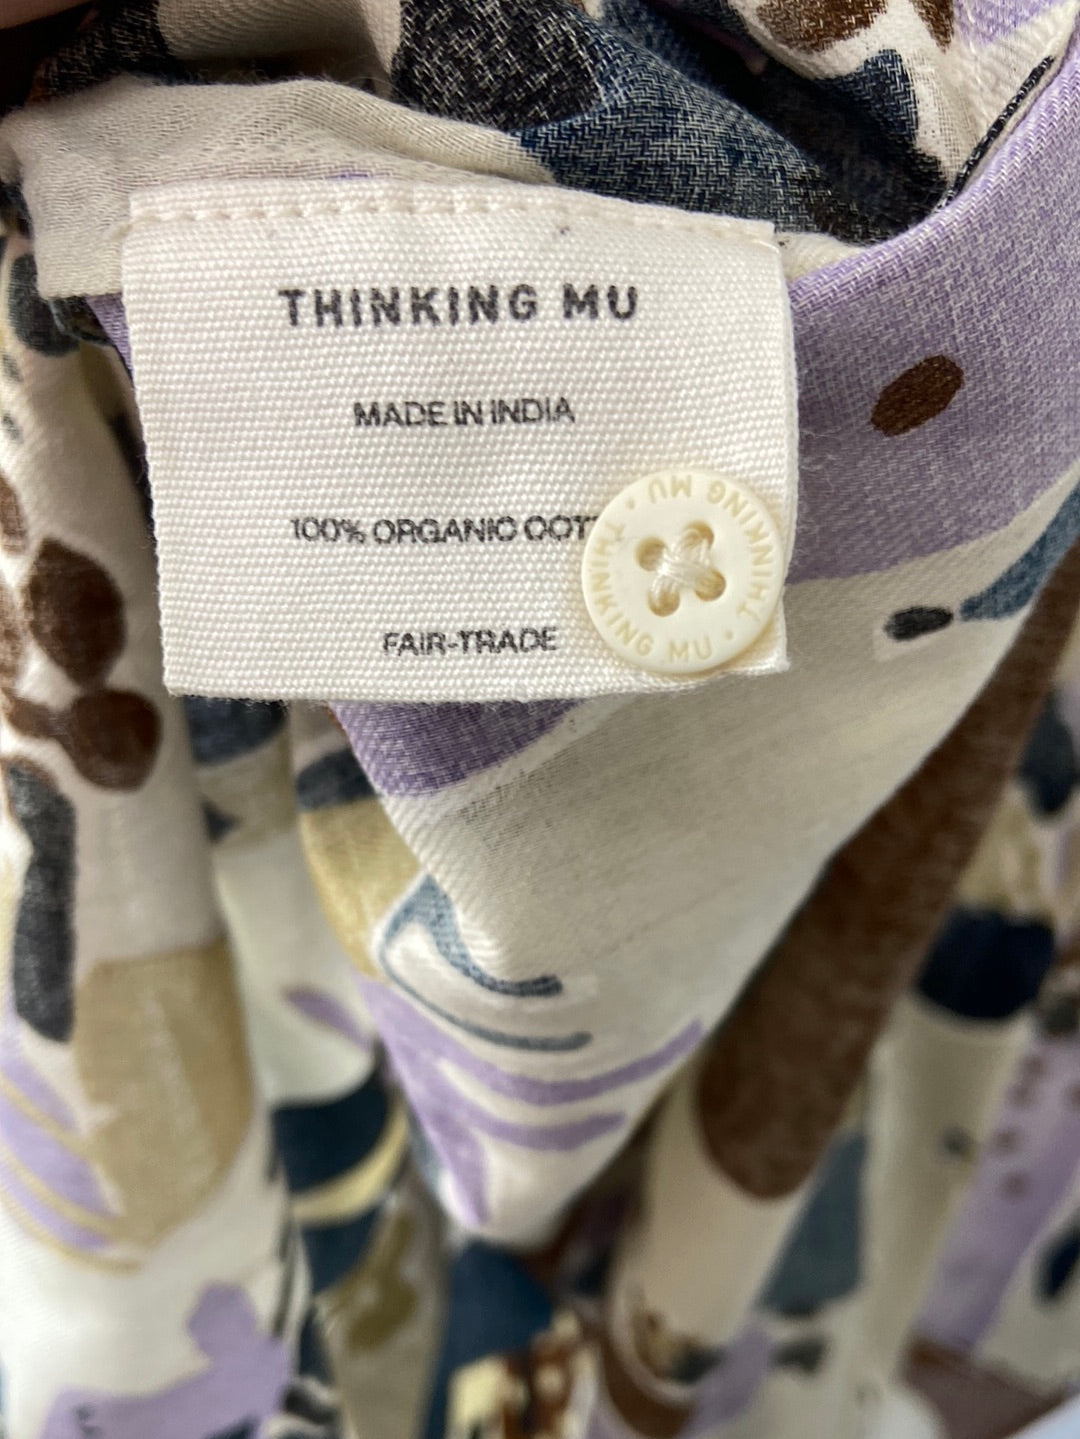 THINKING MU
MADE IN INDIA
100% ORGANIC COTT
FAIR-TRADE
THINKING MU • THINKING MU •